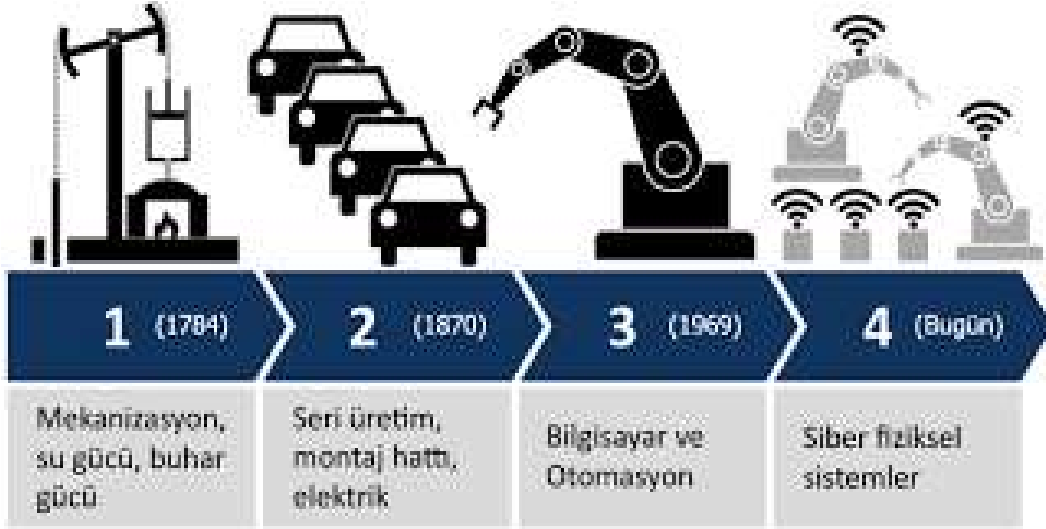 1 (1784)
2 (1870)
3 (1969)
4 (Bugün)
Mekanizasyon,
su gücü, buhar
gücü
Seri üretim,
montaj hattı,
elektrik
Bilgisayar ve
Otomasyon
Siber fiziksel
sistemler